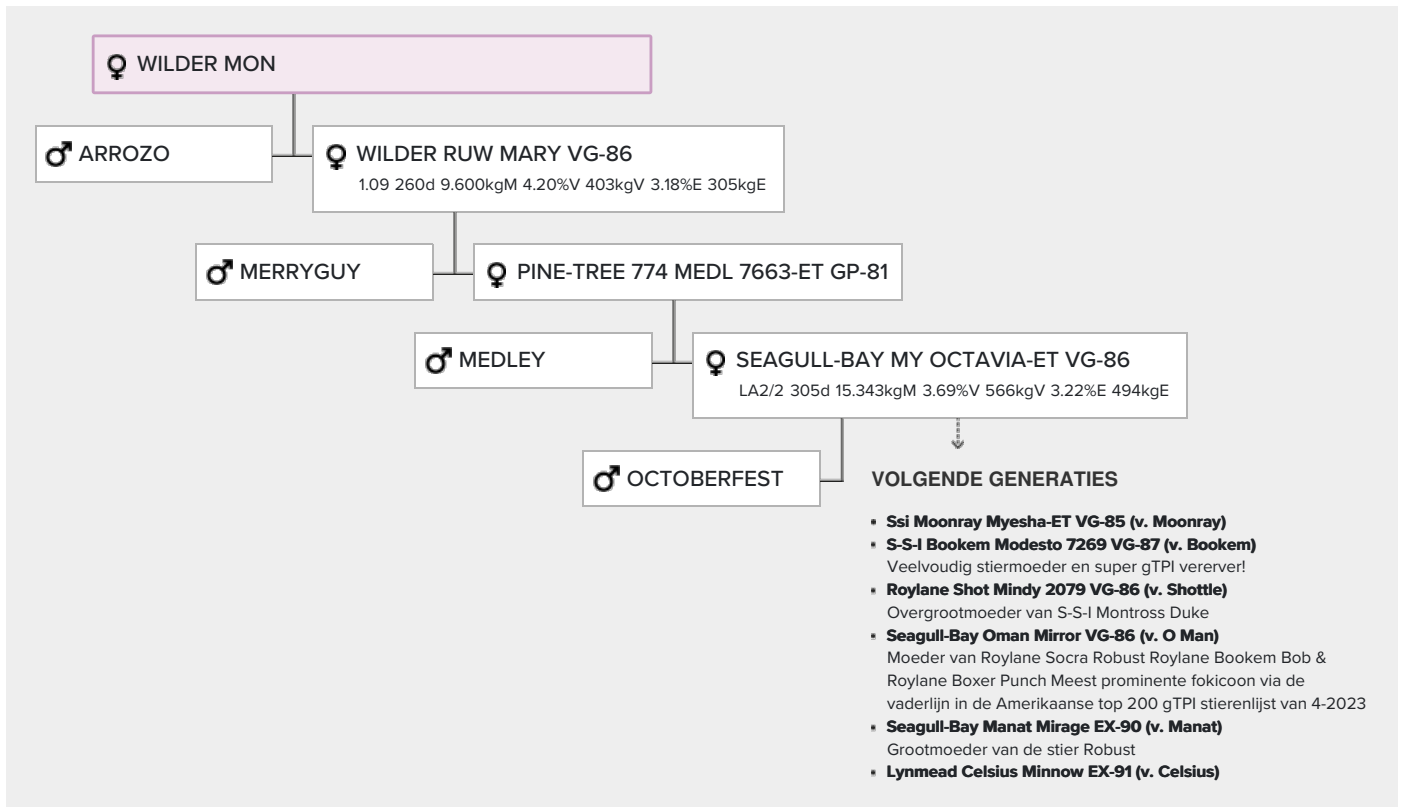 WILDER MON
ARROZO
WILDER RUW MARY VG-86
1.09 260d 9.600kgM 4.20%V 403kgV 3.18%E 305kgE
MERRYGUY
PINE-TREE 774 MEDL 7663-ET GP-81
MEDLEY
SEAGULL-BAY MY OCTAVIA-ET VG-86
LA2/2 305d 15.343kgM 3.69%V 566kgV 3.22%E 494kgE
OCTOBERFEST
VOLGENDE GENERATIES
Ssi Moonray Myesha-ET VG-85 (v. Moonray)
S-S-I Bookem Modesto 7269 VG-87 (v. Bookem)
Veelvoudig stiermoeder en super gTPI vererver!
Roylane Shot Mindy 2079 VG-86 (v. Shottle)
Overgrootmoeder van S-S-I Montross Duke
Seagull-Bay Oman Mirror VG-86 (v. O Man)
Moeder van Roylane Socra Robust Roylane Bookem Bob &
Roylane Boxer Punch Meest prominente fokicoon via de
vaderlijn in de Amerikaanse top 200 gTPI stierenlijst van 4-2023
Seagull-Bay Manat Mirage EX-90 (v. Manat)
Grootmoeder van de stier Robust
Lynmead Celsius Minnow EX-91 (v. Celsius)